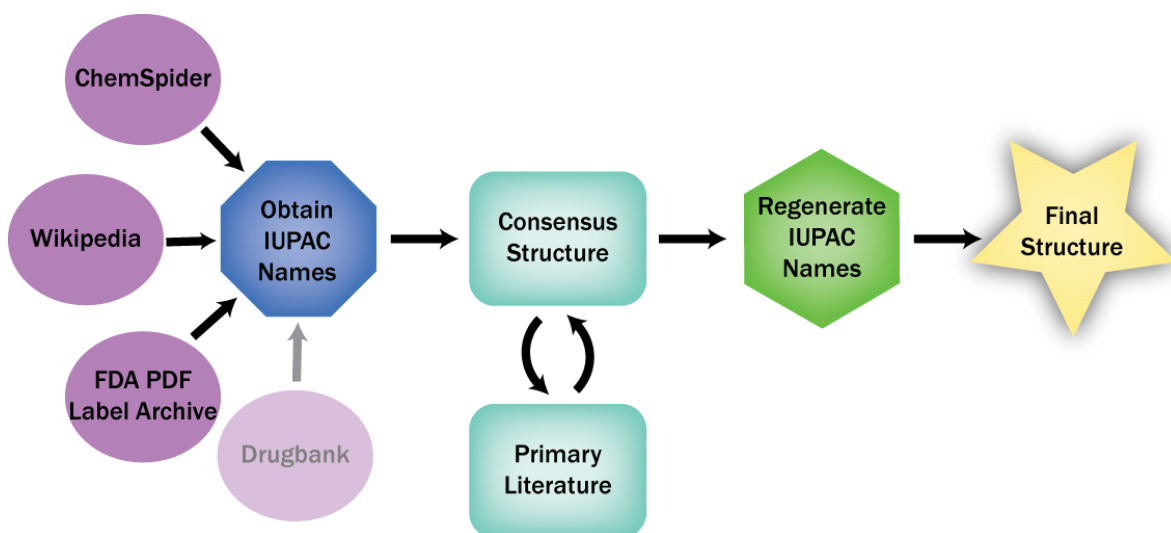 ChemSpider
Wikipedia
FDA PDF
Label Archive
Drugbank
Obtain
IUPAC
Names
Consensus
Structure
Primary
Literature
Regenerate
IUPAC
Names
Final
Structure